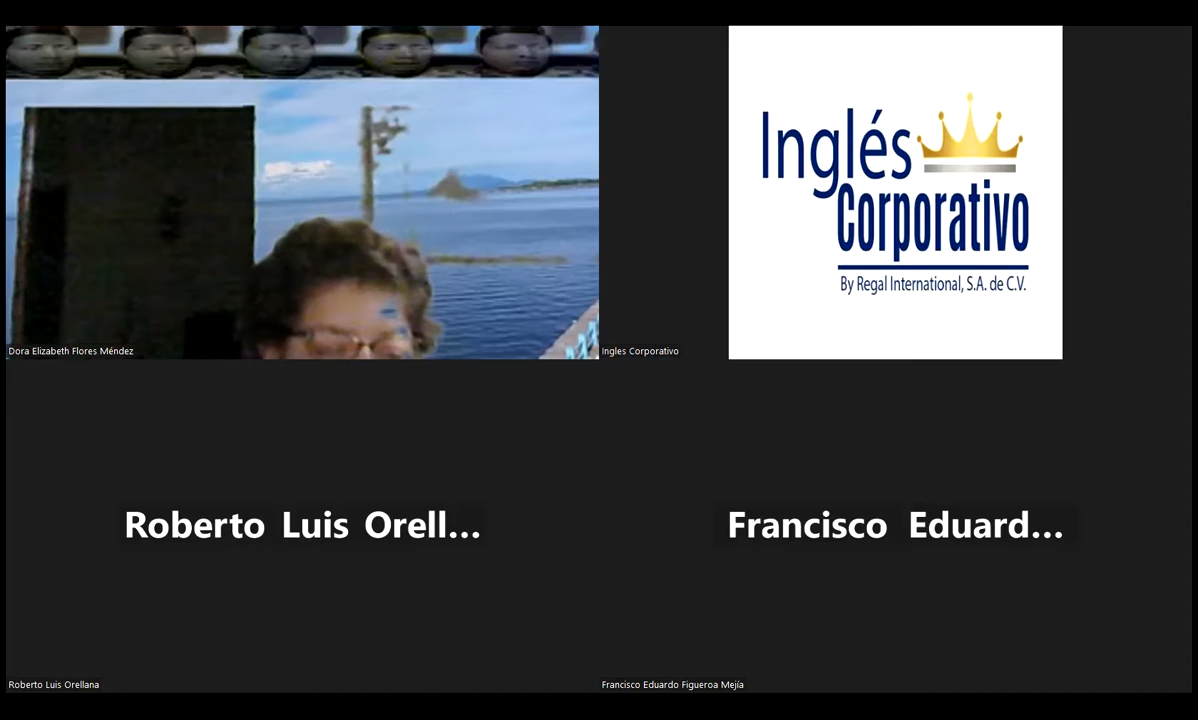 Inglés
Corporativo
By Regal International, S.A. de C.V.
Dora Elizabeth Flores Méndez
Ingles Corporativo
Roberto Luis Orell...
Francisco Eduard...
Roberto Luis Orellana
Francisco Eduardo Figueroa Mejía